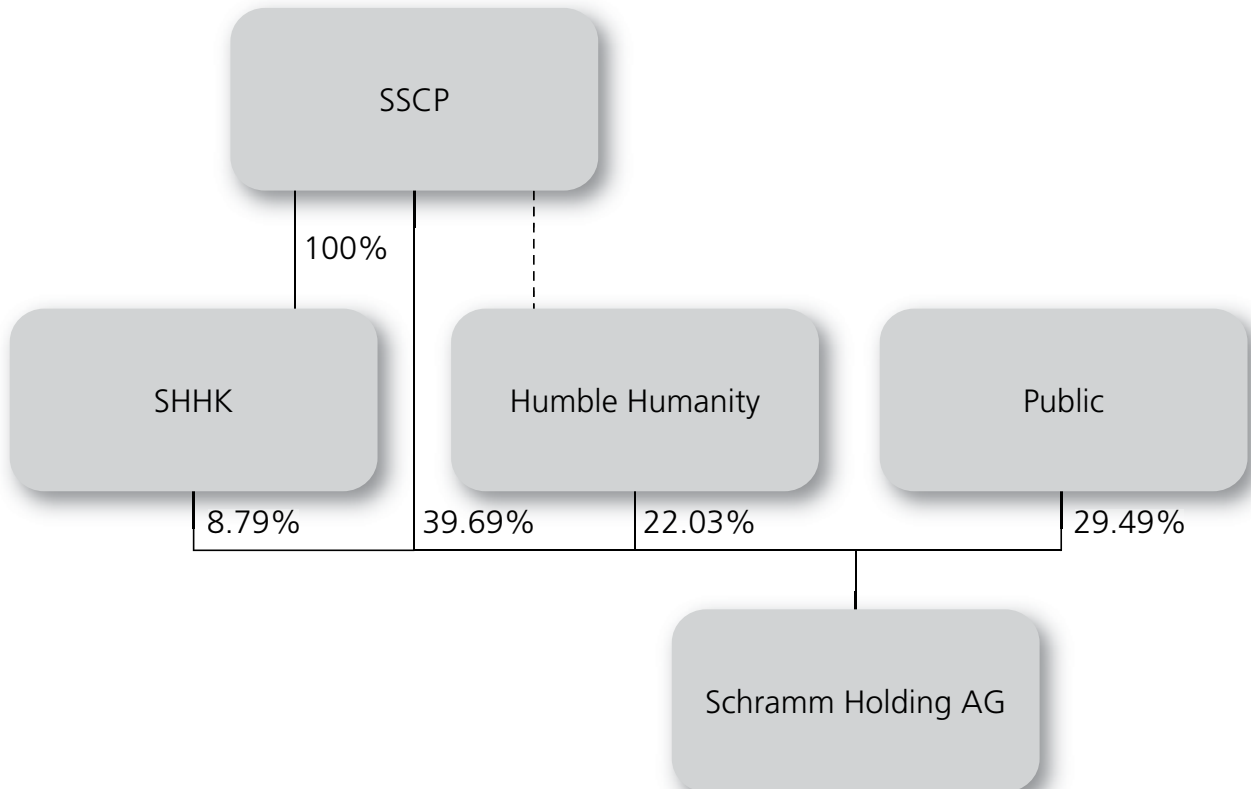 SSCP
100%
SHHK
Humble Humanity
Public
8.79%
39.69%
22.03%
29.49%
Schramm Holding AG